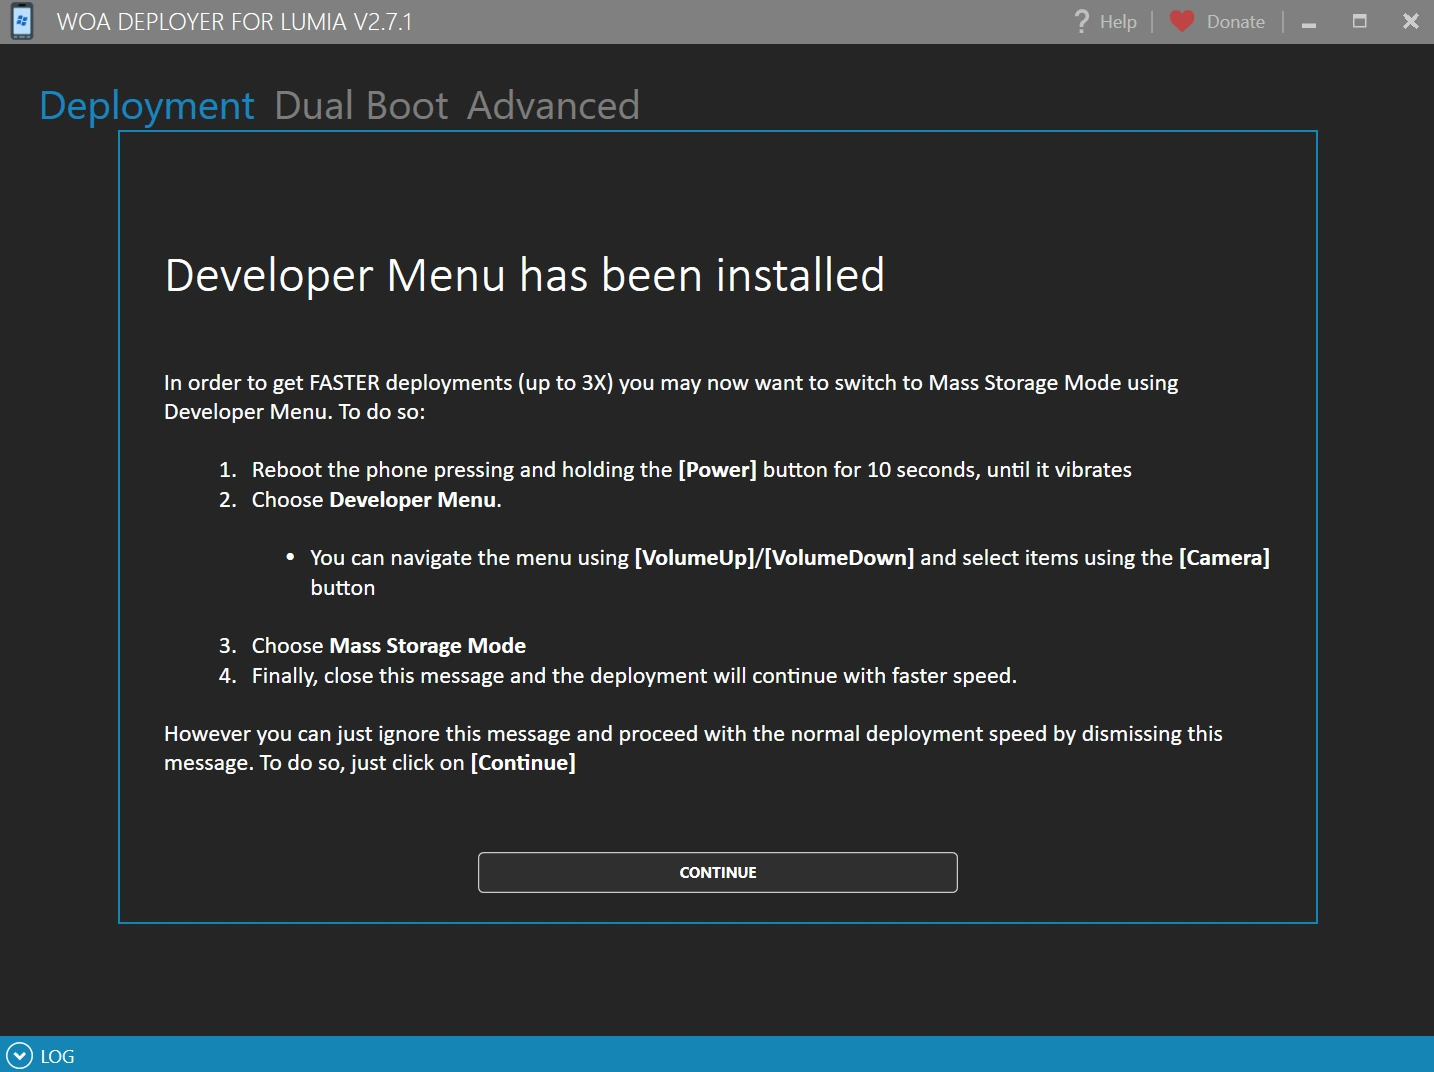 WOA DEPLOYER FOR LUMIA V2.7.1
? Help
Donate
Deployment Dual Boot Advanced
Developer Menu has been installed
In order to get FASTER deployments (up to 3X) you may now want to switch to Mass Storage Mode using
Developer Menu. To do so:
1. Reboot the phone pressing and holding the [Power] button for 10 seconds, until it vibrates
2. Choose Developer Menu.
• You can navigate the menu using [VolumeUp]/[VolumeDown] and select items using the [Camera]
button
3. Choose Mass Storage Mode
4. Finally, close this message and the deployment will continue with faster speed.
However you can just ignore this message and proceed with the normal deployment speed by dismissing this
message. To do so, just click on [Continue]
CONTINUE
LOG